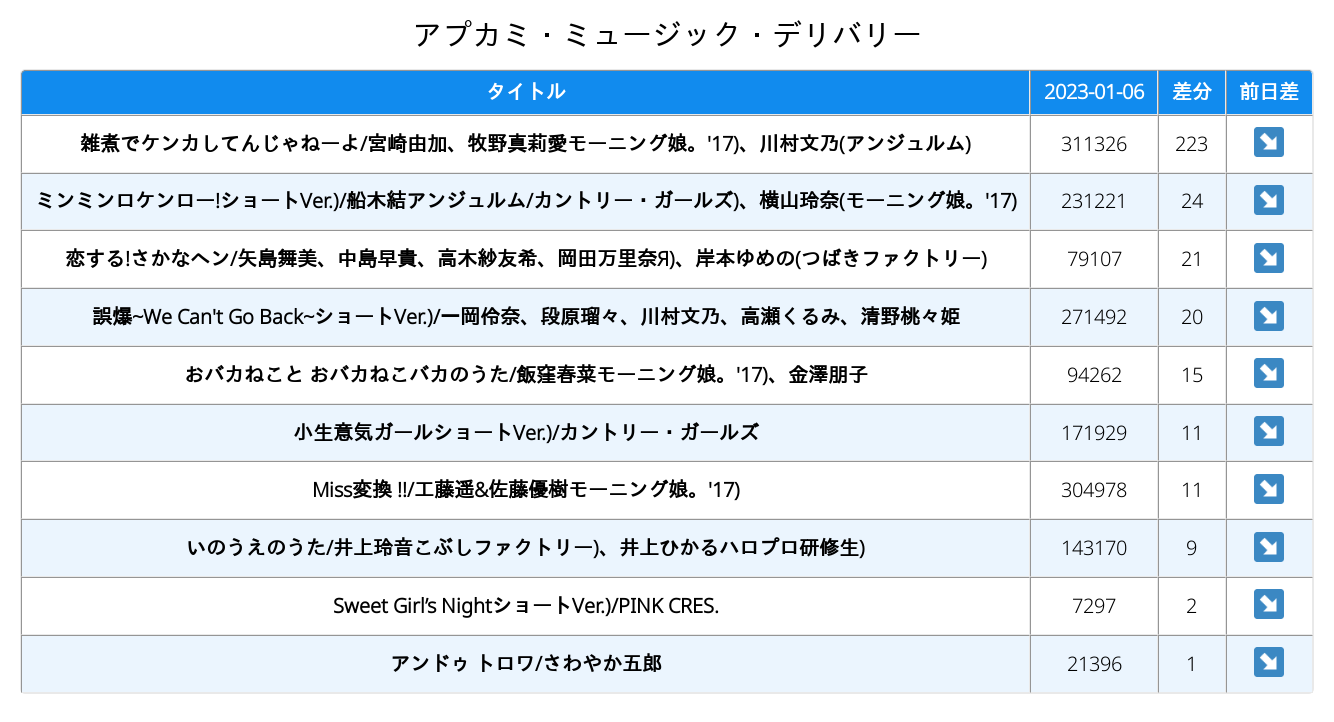 アプカミ・ミュージック・デリバリー
タイトル 2023-01-06 差分 前日差
雑煮でケンカしてんじゃねーよ/宮崎由加、牧野真莉愛モーニング娘。'17)、川村文乃(アンジュルム) 311326 223
ミンミンロケンロー!ショートVer.)/船木結アンジュルム/カントリー・ガールズ)、横山玲奈(モーニング娘。'17) 231221 24
恋する!さかなヘン/矢島舞美、中島早貴、高木紗友希、岡田万里奈Я)、岸本ゆめの(つばきファクトリー) 79107 21
誤爆~We Can't Go Back~ショートVer.)/一岡伶奈、段原瑠々、川村文乃、高瀬くるみ、清野桃々姫 271492 20
おバカねこと おバカねこバカのうた/飯窪春菜モーニング娘。'17)、金澤朋子 94262 15
小生意気ガールショートVer.)/カントリー・ガールズ 171929 11
Miss変換 !!/工藤遥&佐藤優樹モーニング娘。'17) 304978 11
いのうえのうた/井上玲音こぶしファクトリー)、井上ひかるハロプロ研修生) 143170 9
Sweet Girl’s NightショートVer.)/PINK CRES. 7297 2
アンドゥ トロワ/さわやか五郎 21396 1